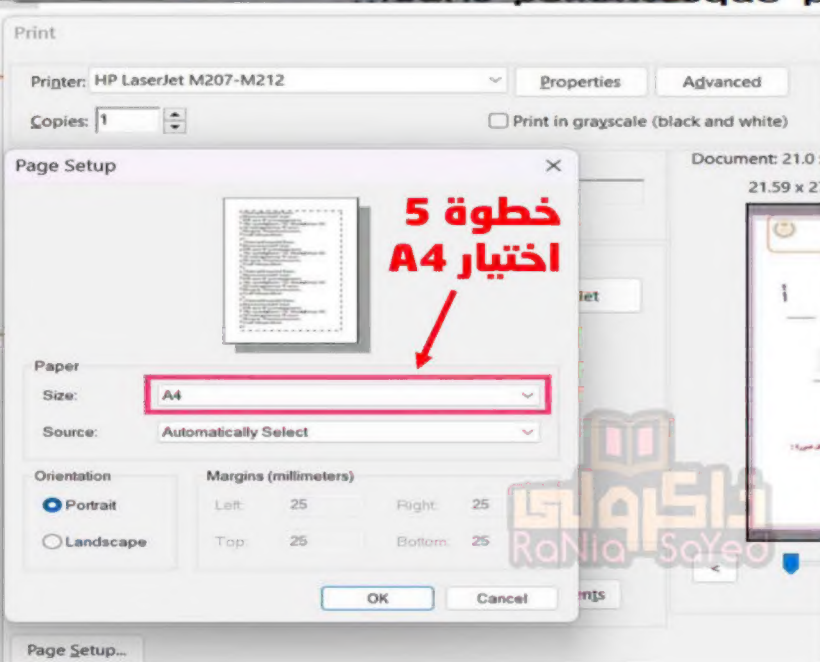 Print
Printer: HP LaserJet M207-M212
Properties
Advanced
Copies: 1
Print in grayscale (black and white)
Document: 21.0
21.59 x 2
Page Setup
خطوة 5
اختيار A4
Paper
Size: A4
Source: Automatically Select
Orientation
Portrait
Landscape
Margins (millimeters)
Left: 25 Right: 25
Top: 25 Bottom: 25
OK
Cancel
أ
ذاكرولي
RaNia SaYed
<
Page Setup...